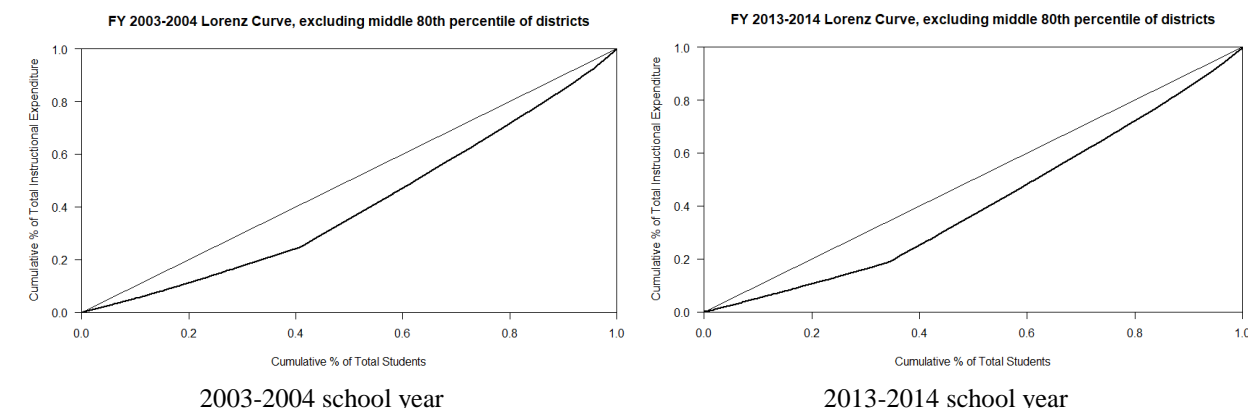 FY 2003-2004 Lorenz Curve, excluding middle 80th percentile of districts
Cumulative % of Total Instructional Expenditure
1.0
0.8
0.6
0.4
0.2
0.0
0.0 0.2 0.4 0.6 0.8 1.0
Cumulative % of Total Students
2003-2004 school year
FY 2013-2014 Lorenz Curve, excluding middle 80th percentile of districts
Cumulative % of Total Instructional Expenditure
1.0
0.8
0.6
0.4
0.2
0.0
0.0 0.2 0.4 0.6 0.8 1.0
Cumulative % of Total Students
2013-2014 school year